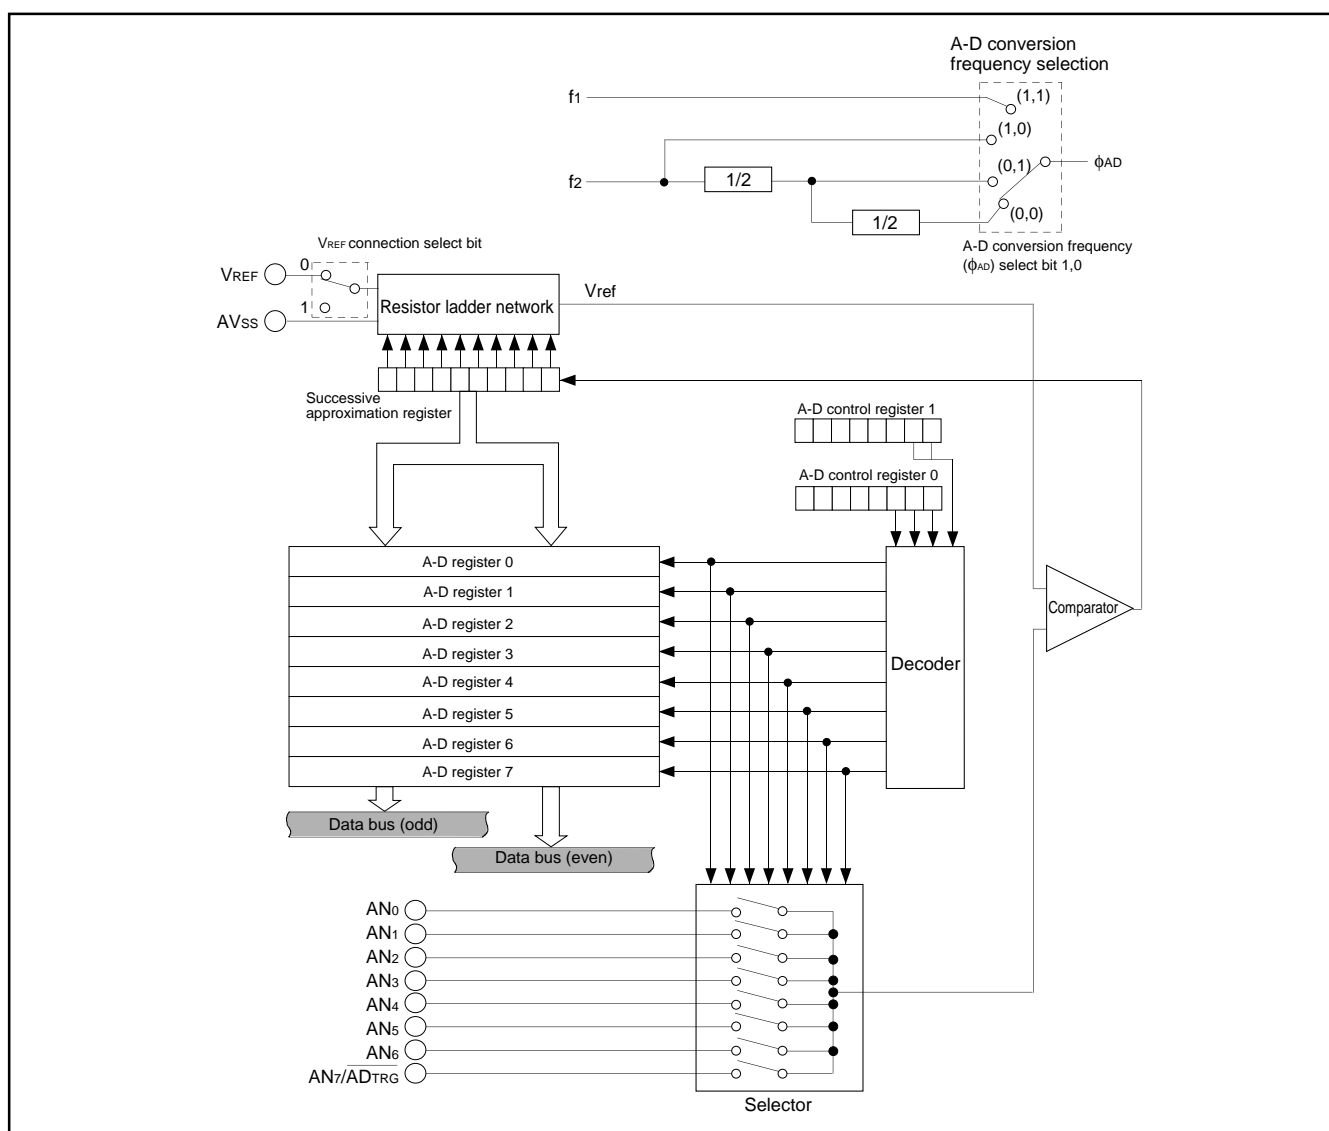 A-D conversion
frequency selection
f1
(1,1)
(1,0)
(0,1)
ϕAD
f2
1/2
1/2
(0,0)
A-D conversion frequency
(ϕAD) select bit 1,0
VREF connection select bit
VREF
0
1
AVSS
Resistor ladder network
Vref
Successive
approximation register
A-D control register 1
A-D control register 0
A-D register 0
A-D register 1
A-D register 2
A-D register 3
A-D register 4
A-D register 5
A-D register 6
A-D register 7
Decoder
Comparator
Data bus (odd)
Data bus (even)
AN0
AN1
AN2
AN3
AN4
AN5
AN6
AN7/ADTRG
Selector